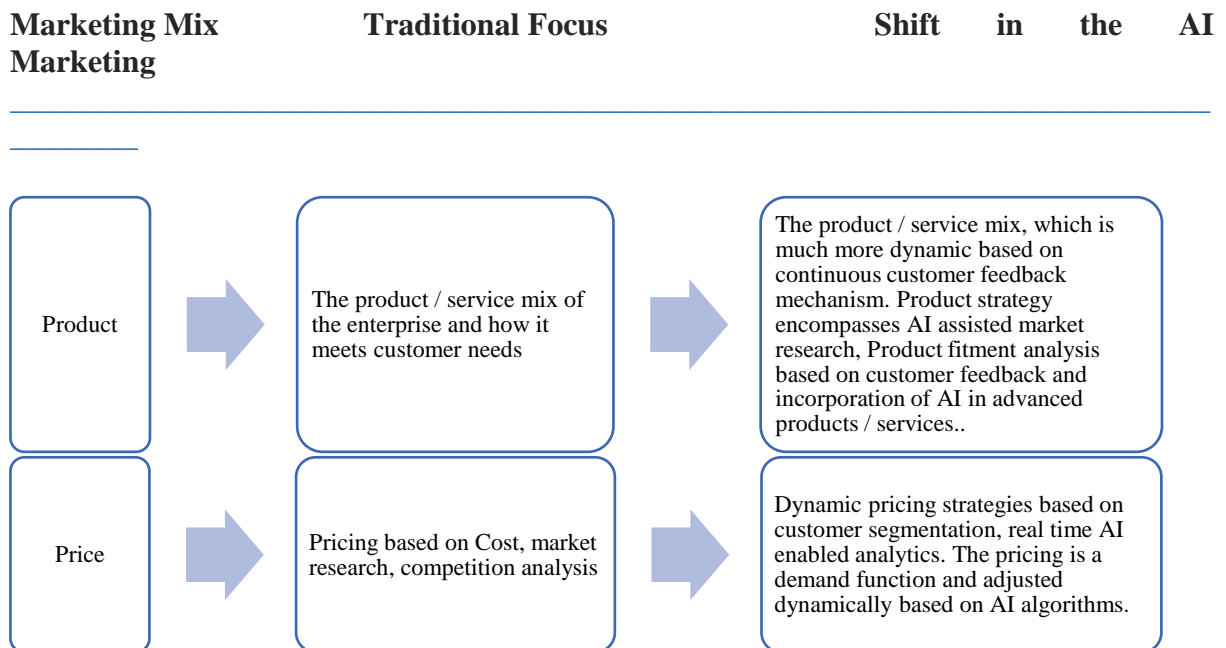 Marketing Mix Traditional Focus Shift in the AI
Marketing
Product
The product / service mix of
the enterprise and how it
meets customer needs
The product / service mix, which is
much more dynamic based on
continuous customer feedback
mechanism. Product strategy
encompasses AI assisted market
research, Product fitment analysis
based on customer feedback and
incorporation of AI in advanced
products / services..
Price
Pricing based on Cost, market
research, competition analysis
Dynamic pricing strategies based on
customer segmentation, real time AI
enabled analytics. The pricing is a
demand function and adjusted
dynamically based on AI algorithms.